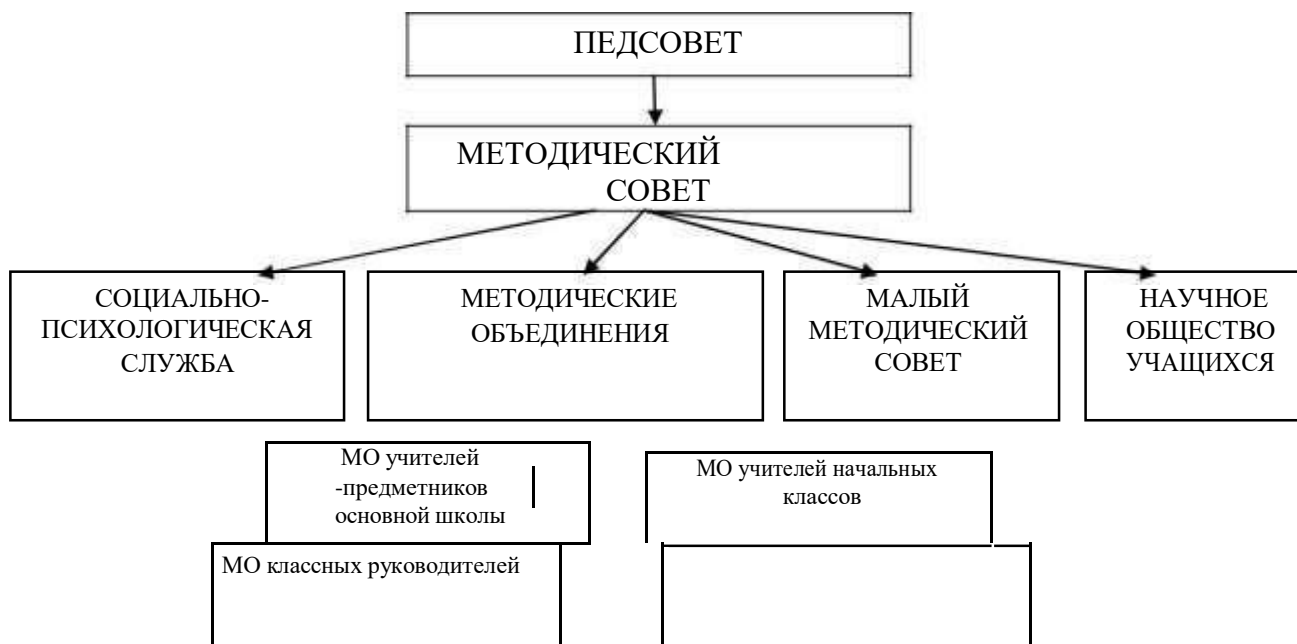 ПЕДСОВЕТ
МЕТОДИЧЕСКИЙ
СОВЕТ
СОЦИАЛЬНО-
ПСИХОЛОГИЧЕСКАЯ
СЛУЖБА
МЕТОДИЧЕСКИЕ
ОБЪЕДИНЕНИЯ
МАЛЫЙ
МЕТОДИЧЕСКИЙ
СОВЕТ
НАУЧНОЕ
ОБЩЕСТВО
УЧАЩИХСЯ
МО учителей
-предметников
основной школы
МО учителей начальных
классов
МО классных руководителей